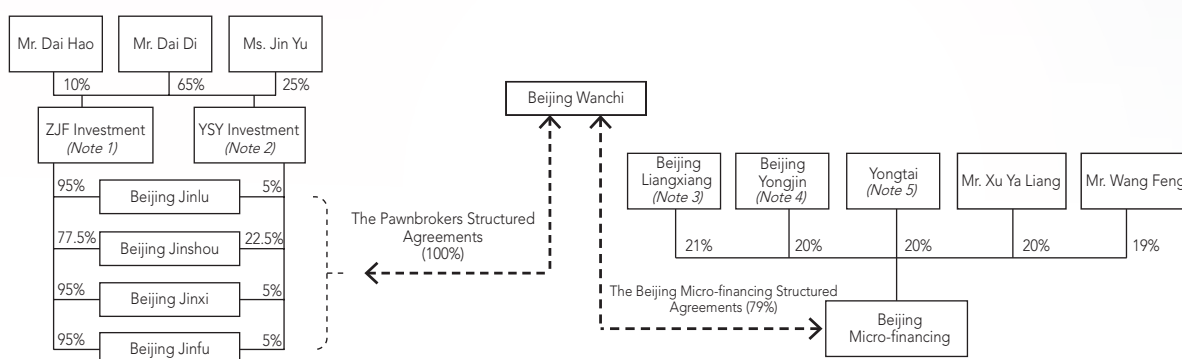 Mr. Dai Hao
Mr. Dai Di
Ms. Jin Yu
10%
65%
25%
ZJF Investment
(Note 1)
YSY Investment
(Note 2)
95%
Beijing Jinlu
5%
77.5%
Beijing Jinshou
22.5%
95%
Beijing Jinxi
5%
95%
Beijing Jinfu
5%
The Pawnbrokers Structured
Agreements
(100%)
Beijing Wanchi
Beijing
Liangxiang
(Note 3)
Beijing
Yongjin
(Note 4)
Yongtai
(Note 5)
Mr. Xu Ya Liang
Mr. Wang Feng
21%
20%
20%
20%
19%
The Beijing Micro-financing Structured
Agreements (79%)
Beijing
Micro-financing